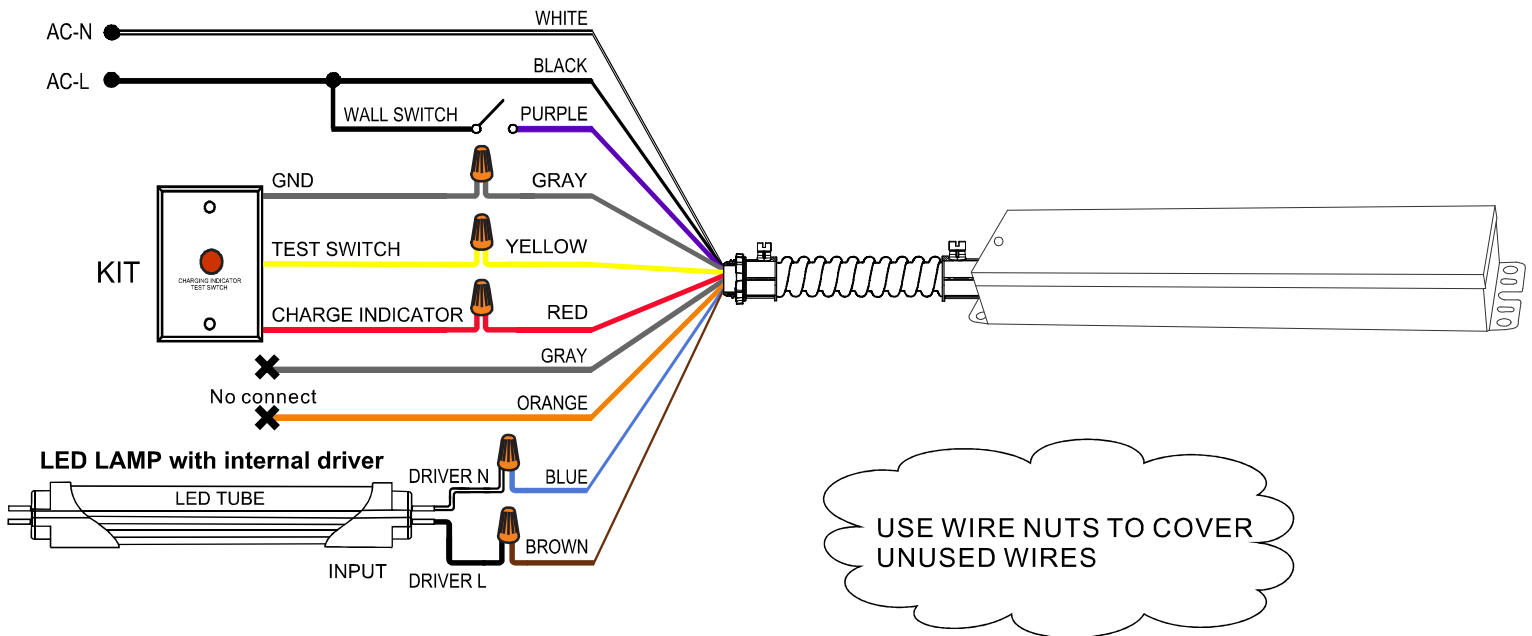 AC-N
WHITE
AC-L
BLACK
WALL SWITCH
PURPLE
GND
GRAY
KIT
TEST SWITCH
YELLOW
CHARGING INDICATOR
TEST SWTCH
CHARGE INDICATOR
RED
GRAY
No connect
ORANGE
LED LAMP with internal driver
DRIVER N
BLUE
LED TUBE
BROWN
INPUT
DRIVER L
USE WIRE NUTS TO COVER
UNUSED WIRES